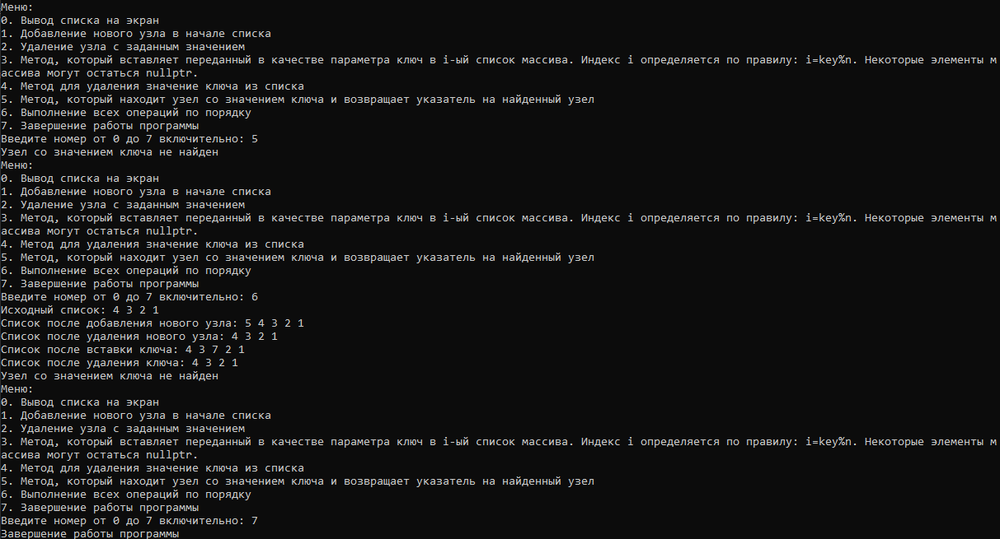 Меню:
0. Вывод списка на экран
1. Добавление нового узла в начале списка
2. Удаление узла с заданным значением
3. Метод, который вставляет переданный в качестве параметра ключ в i-ый список массива. Индекс i определяется по правилу: i=key%n. Некоторые элементы м
ассива могут остаться nullptr.
4. Метод для удаления значение ключа из списка
5. Метод, который находит узел со значением ключа и возвращает указатель на найденный узел
6. Выполнение всех операций по порядку
7. Завершение работы программы
Введите номер от 0 до 7 включительно: 5
Узел со значением ключа не найден
Меню:
0. Вывод списка на экран
1. Добавление нового узла в начале списка
2. Удаление узла с заданным значением
3. Метод, который вставляет переданный в качестве параметра ключ в i-ый список массива. Индекс i определяется по правилу: i=key%n. Некоторые элементы м
ассива могут остаться nullptr.
4. Метод для удаления значение ключа из списка
5. Метод, который находит узел со значением ключа и возвращает указатель на найденный узел
6. Выполнение всех операций по порядку
7. Завершение работы программы
Введите номер от 0 до 7 включительно: 6
Исходный список: 4 3 2 1
Список после добавления нового узла: 5 4 3 2 1
Список после удаления нового узла: 4 3 2 1
Список после вставки ключа: 4 3 7 2 1
Список после удаления ключа: 4 3 2 1
Узел со значением ключа не найден
Меню:
0. Вывод списка на экран
1. Добавление нового узла в начале списка
2. Удаление узла с заданным значением
3. Метод, который вставляет переданный в качестве параметра ключ в i-ый список массива. Индекс i определяется по правилу: i=key%n. Некоторые элементы м
ассива могут остаться nullptr.
4. Метод для удаления значение ключа из списка
5. Метод, который находит узел со значением ключа и возвращает указатель на найденный узел
6. Выполнение всех операций по порядку
7. Завершение работы программы
Введите номер от 0 до 7 включительно: 7
Завершение работы программы